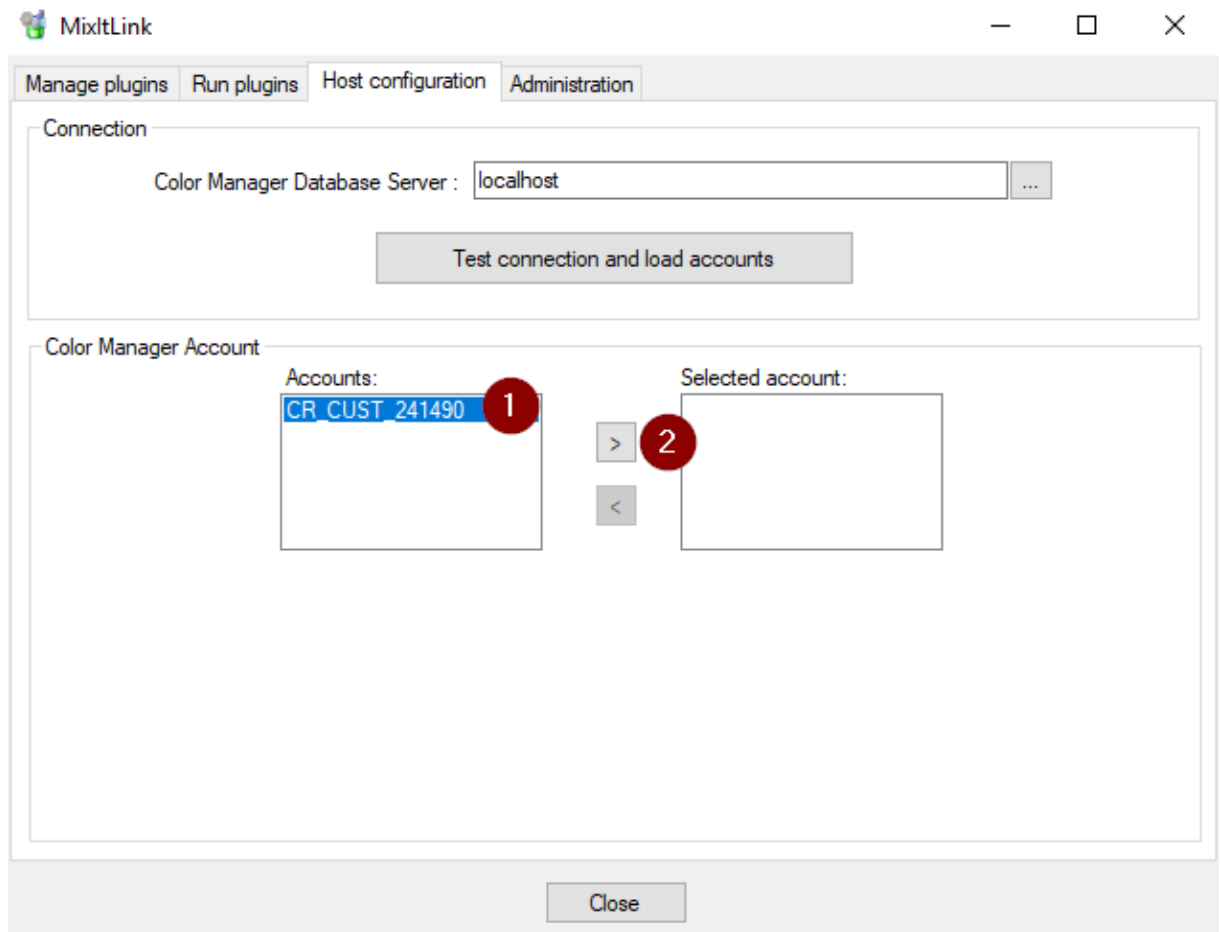 MixItLink
Manage plugins Run plugins Host configuration Administration
Connection
Color Manager Database Server : localhost ...
Test connection and load accounts
Color Manager Account
Accounts: Selected account:
CR_CUST_241490 1
> 2
<
Close